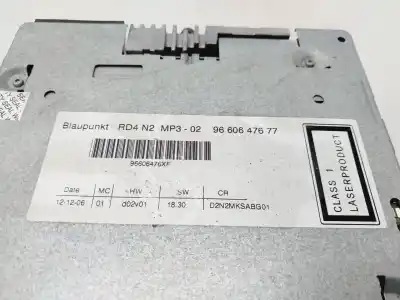 Blaupunkt RD4 N2 MP3 - 02 96 606 476 77
96606476XF
Date MC HW SW CR
12-12-06 01 d02v01 18.30 D2N2MKSABG01
CLASS 1
LASERPRODUCT